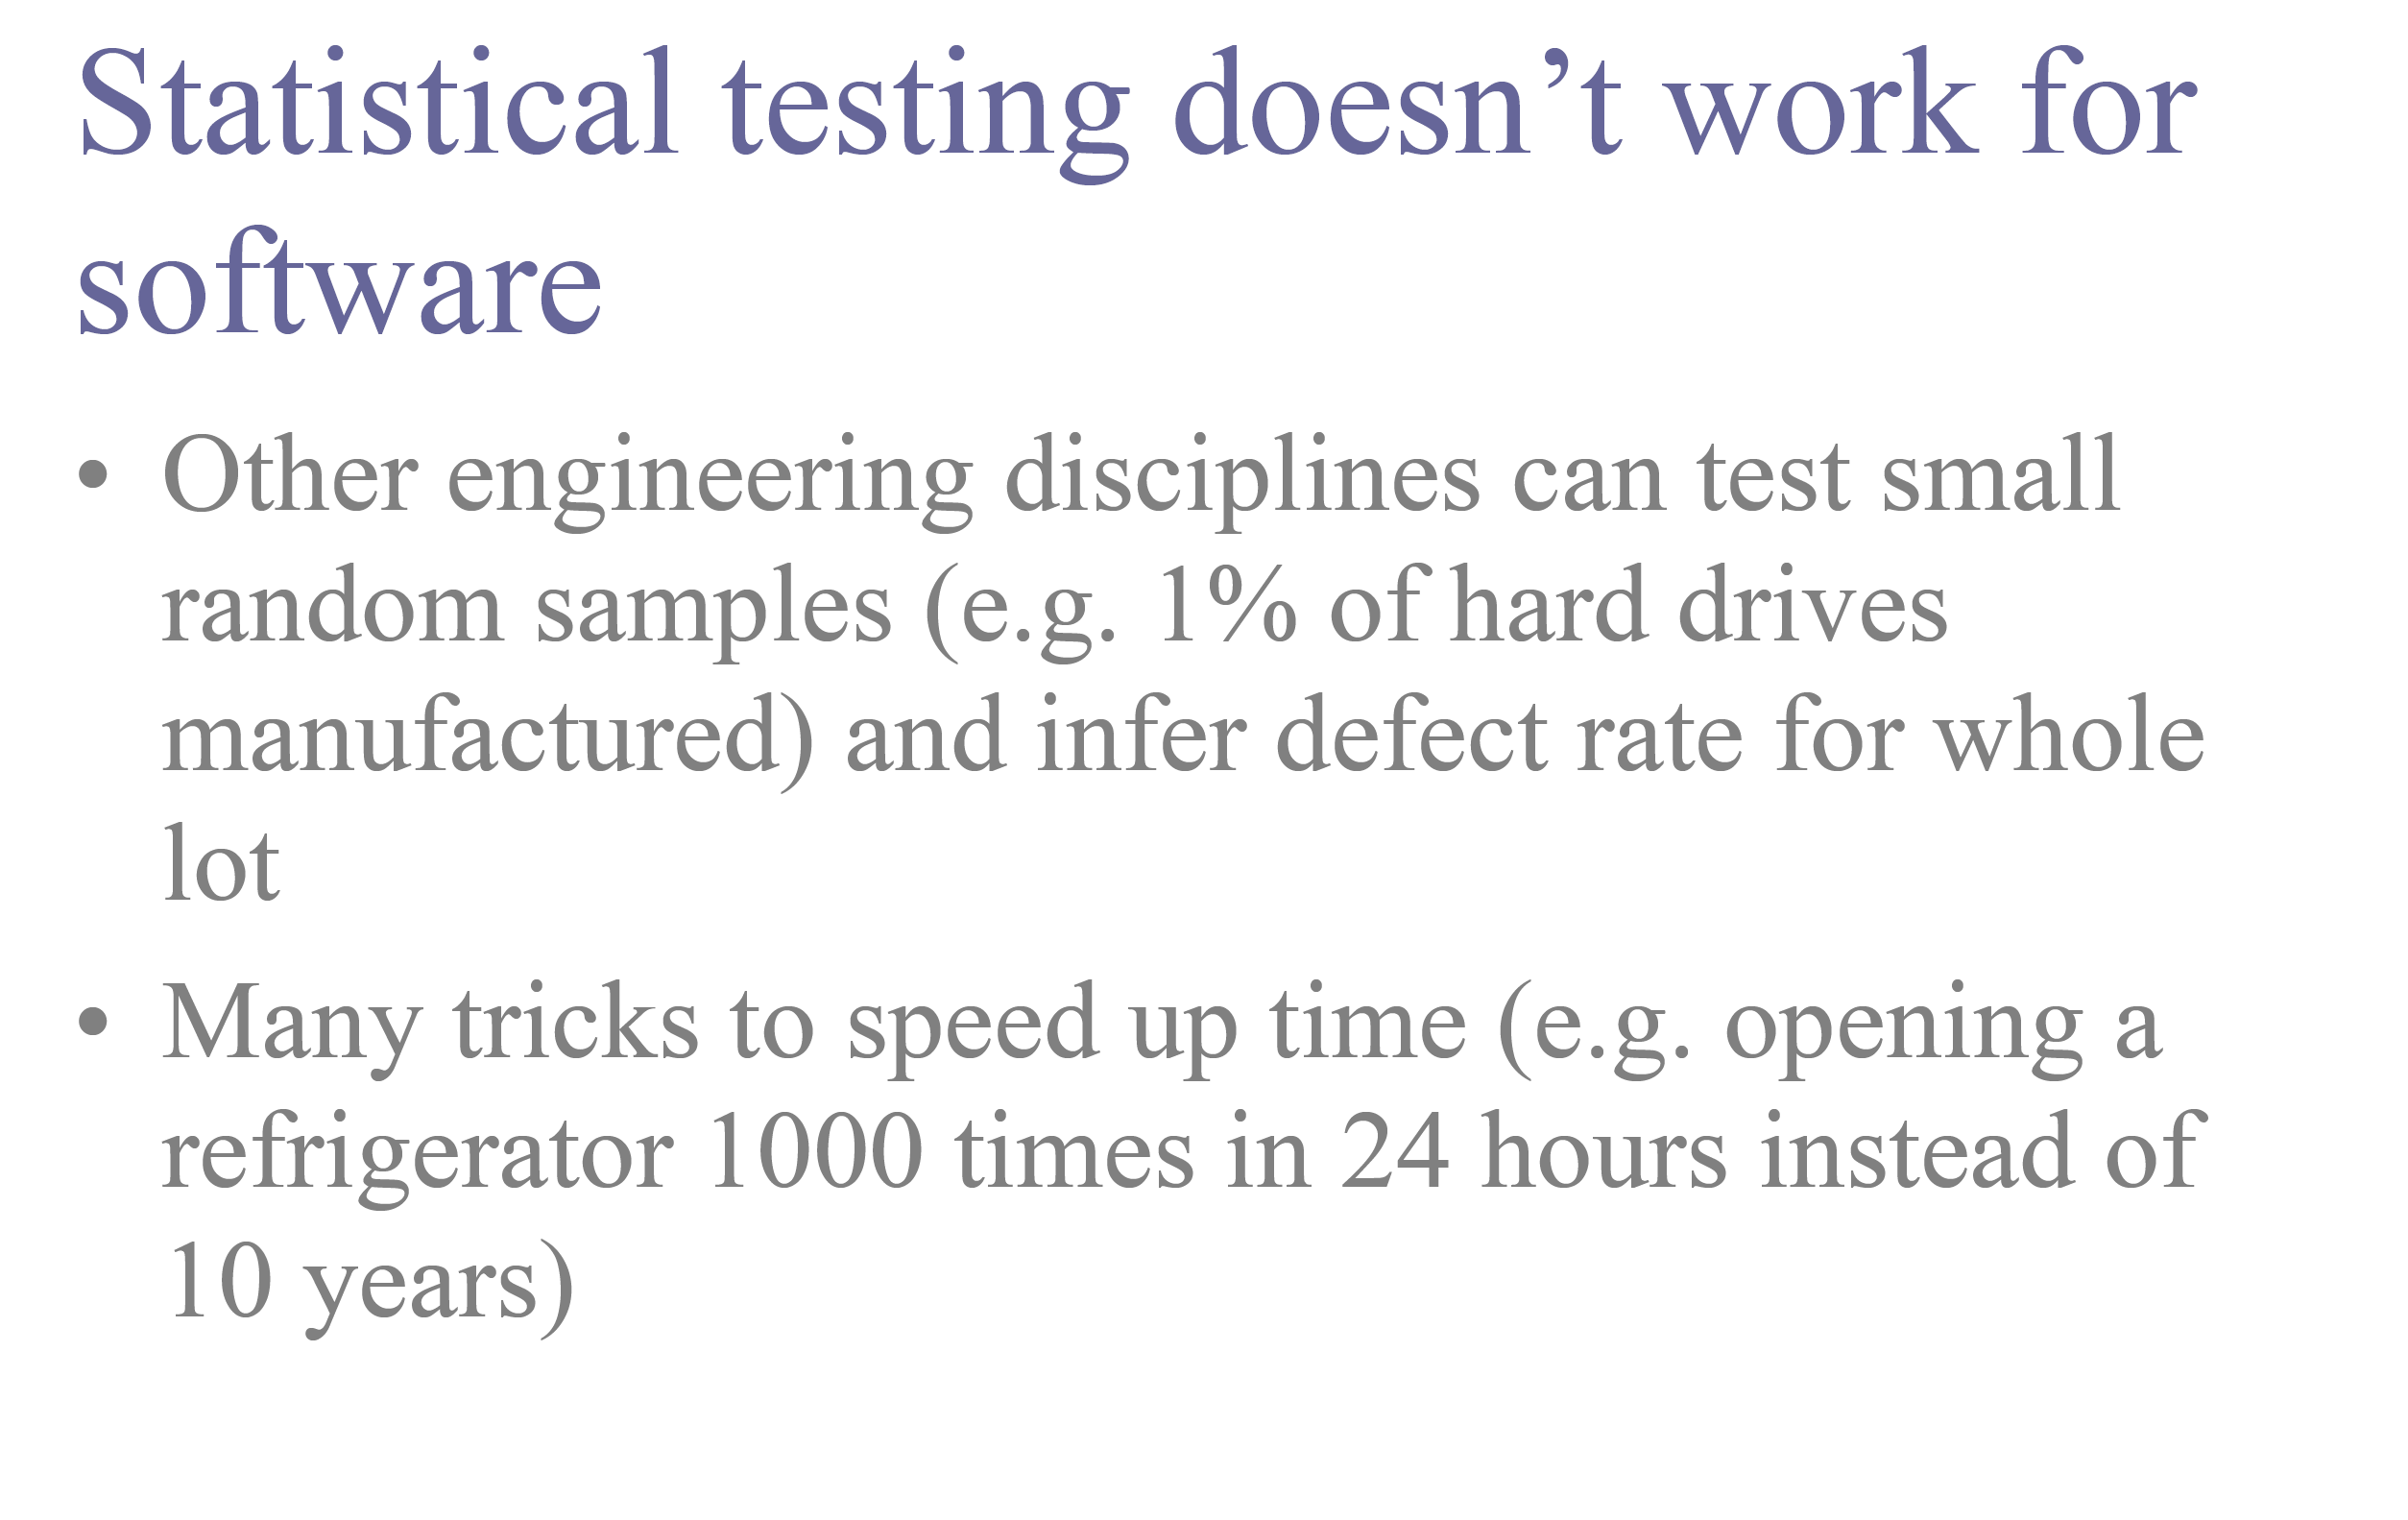 Statistical testing doesn’t work for
software
• Other engineering disciplines can test small
random samples (e.g. 1% of hard drives
manufactured) and infer defect rate for whole
lot
• Many tricks to speed up time (e.g. opening a
refrigerator 1000 times in 24 hours instead of
10 years)